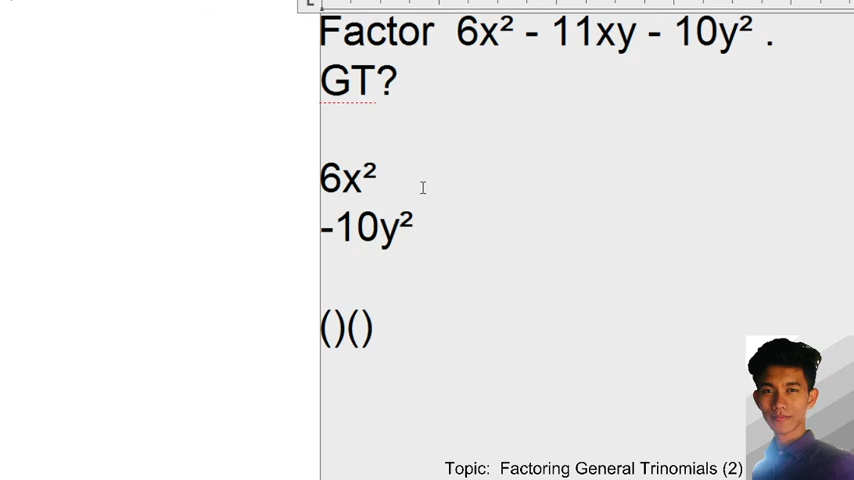 Factor 6x² - 11xy - 10y² .
GT?
6x²
-10y²
()()
Topic: Factoring General Trinomials (2)